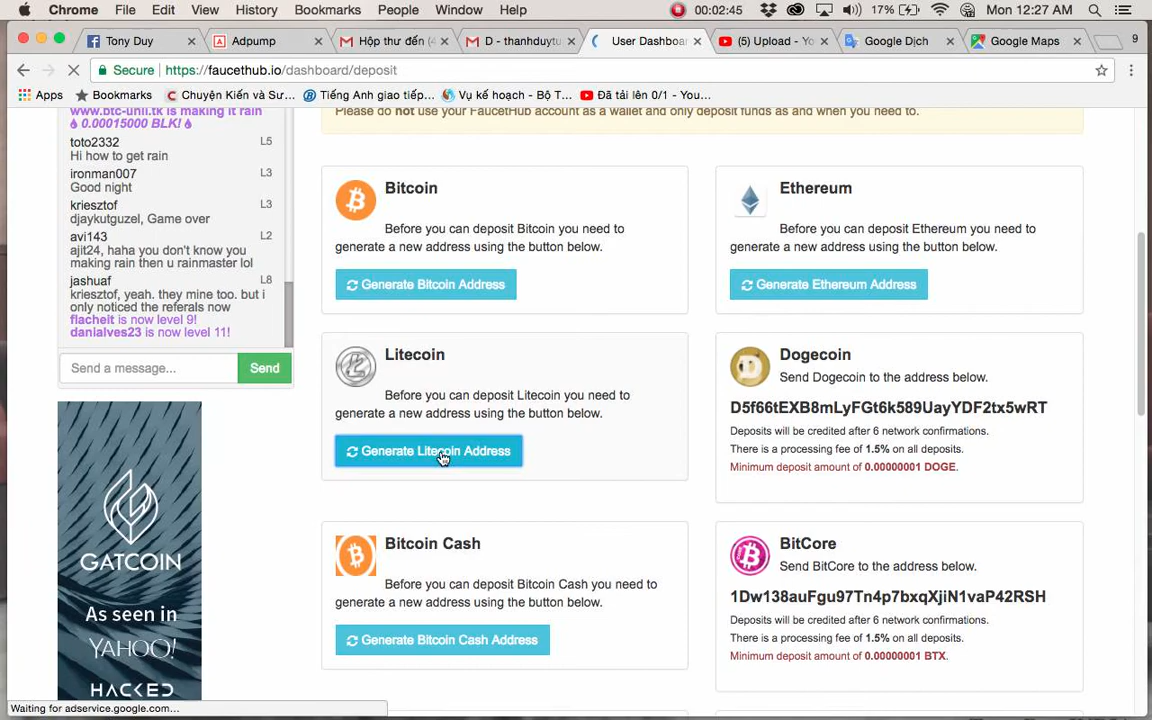 Chrome File Edit View History Bookmarks People Window Help 00:02:45 17% Mon 12:27 AM
Tony Duy Adpump Hộp thư đến (4 D - thanhduytu User Dashboa (5) Upload - Yo Google Dịch Google Maps 9
Secure https://faucethub.io/dashboard/deposit
Apps Bookmarks Chuyện Kiến và Sư... Tiếng Anh giao tiếp... Vụ kế hoạch - Bộ T... Đã tải lên 0/1 - You...
www.btc-unli.tk is making it rain
0.00015000 BLK!
toto2332 L5
Hi how to get rain
ironman007 L3
Good night
kriesztof L3
djaykutguzel, Game over
avi143 L2
ajit24, haha you don't know you
making rain then u rainmaster lol
jashuaf L8
kriesztof, yeah. they mine too. but i
only noticed the referals now
flacheit is now level 9!
danialves23 is now level 11!
Send a message... Send
GATCOIN
As seen in
YAHOO!
HACKED
Please do not use your FaucetHub account as a wallet and only deposit funds as and when you need to.
Bitcoin
Before you can deposit Bitcoin you need to
generate a new address using the button below.
Generate Bitcoin Address
Ethereum
Before you can deposit Ethereum you need to
generate a new address using the button below.
Generate Ethereum Address
Litecoin
Before you can deposit Litecoin you need to
generate a new address using the button below.
Generate Litecoin Address
Dogecoin
Send Dogecoin to the address below.
D5f66tEXB8mLyFGt6k589UayYDF2tx5wRT
Deposits will be credited after 6 network confirmations.
There is a processing fee of 1.5% on all deposits.
Minimum deposit amount of 0.00000001 DOGE.
Bitcoin Cash
Before you can deposit Bitcoin Cash you need to
generate a new address using the button below.
Generate Bitcoin Cash Address
BitCore
Send BitCore to the address below.
1Dw138auFgu97Tn4p7bxqXjiN1vaP42RSH
Deposits will be credited after 6 network confirmations.
There is a processing fee of 1.5% on all deposits.
Minimum deposit amount of 0.00000001 BTX.
Waiting for adservice.google.com...